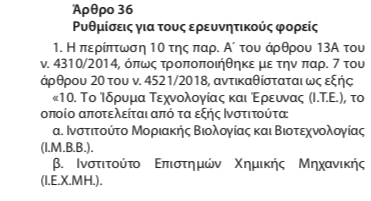 Άρθρο 36
Ρυθμίσεις για τους ερευνητικούς φορείς
1. Η περίπτωση 10 της παρ. Α΄ του άρθρου 13Α του
ν. 4310/2014, όπως τροποποιήθηκε με την παρ. 7 του
άρθρου 20 του ν. 4521/2018, αντικαθίσταται ως εξής:
«10. Το Ίδρυμα Τεχνολογίας και Έρευνας (Ι.Τ.Ε.), το
οποίο αποτελείται από τα εξής Ινστιτούτα:
α. Ινστιτούτο Μοριακής Βιολογίας και Βιοτεχνολογίας
(Ι.Μ.Β.Β.).
β. Ινστιτούτο Επιστημών Χημικής Μηχανικής
(Ι.Ε.Χ.ΜΗ.).